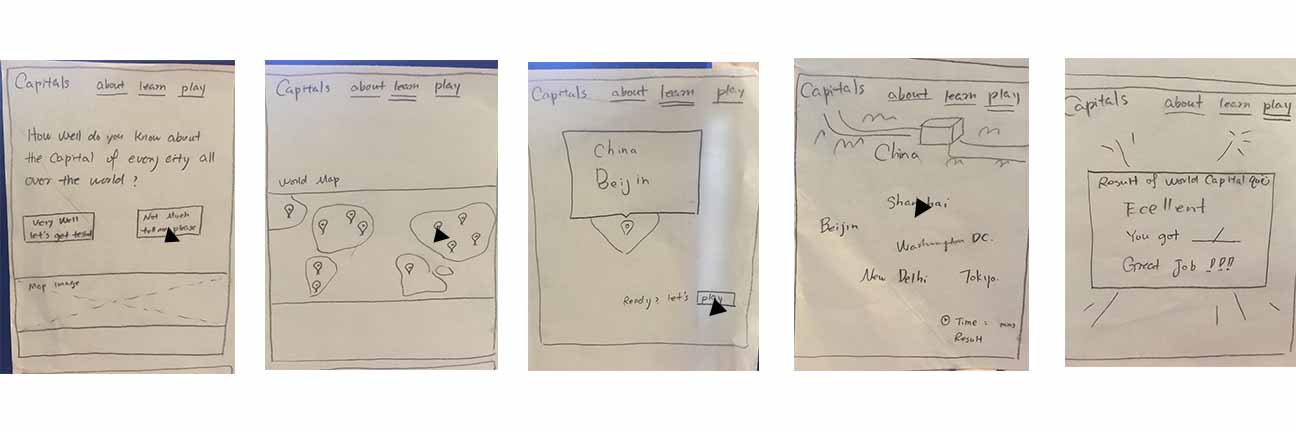 Capitals about learn play
How well do you know about
the Capital of every city all
over the world?
Very Well
let's get test
Not Much
tell me please
Map image
Capitals about learn play
World Map
Capitals about learn play
China
Beijin
Ready? let's play
Capitals about learn play
China
Shanghai
Beijin
Washington DC.
New Delhi Tokyo
Time: mins
Result
Capitals about learn play
Result of World Capital quiz
Ecellent
You got __/__
Great Job !!!